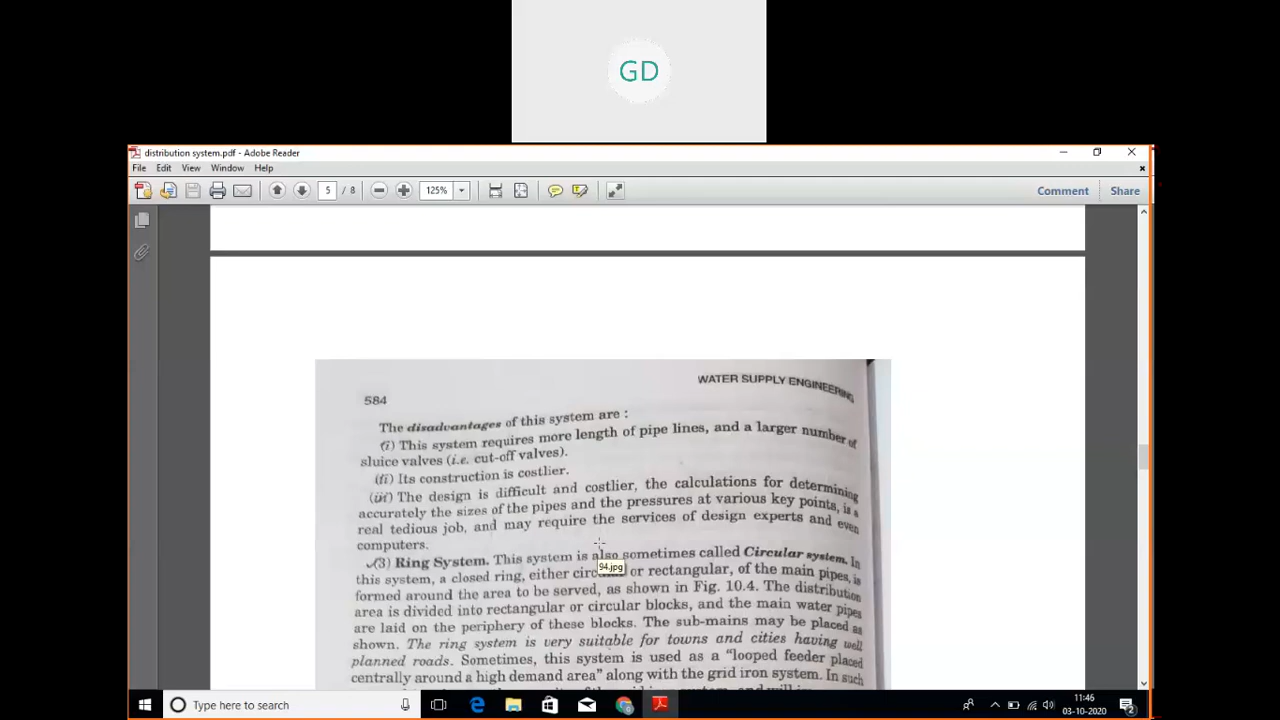 GD
distribution system.pdf - Adobe Reader
File Edit View Window Help
5 / 8 125% Comment Share
WATER SUPPLY ENGINEERING
584
The disadvantages of this system are :
(i) This system requires more length of pipe lines, and a larger number of
sluice valves (i.e. cut-off valves).
(ii) Its construction is costlier.
(iii) The design is difficult and costlier, the calculations for determining
accurately the sizes of the pipes and the pressures at various key points, is a
real tedious job, and may require the services of design experts and even
computers.
(3) Ring System. This system is also sometimes called Circular system. In
94.jpg
this system, a closed ring, either or rectangular, of the main pipes, is
formed around the area to be served, as shown in Fig. 10.4. The distribution
area is divided into rectangular or circular blocks, and the main water pipes
are laid on the periphery of these blocks. The sub-mains may be placed as
shown. The ring system is very suitable for towns and cities having well
planned roads. Sometimes, this system is used as a "looped feeder placed
centrally around a high demand area" along with the grid iron system. In such
Type here to search
11:46
03-10-2020
2